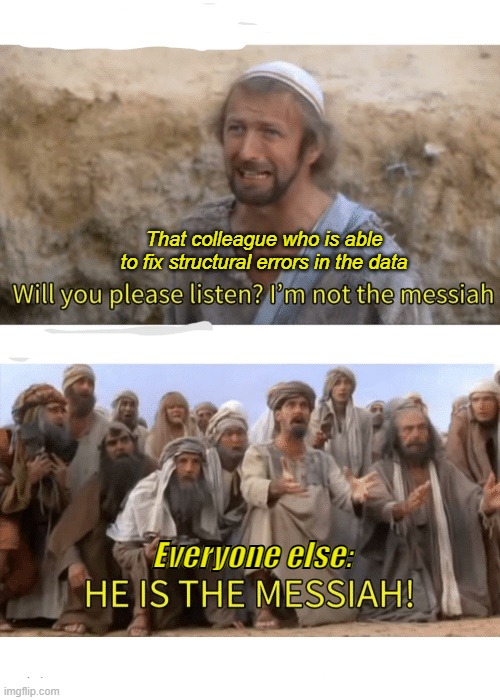 That colleague who is able
to fix structural errors in the data
Will you please listen? I'm not the messiah
Everyone else:
HE IS THE MESSIAH!
imgflip.com